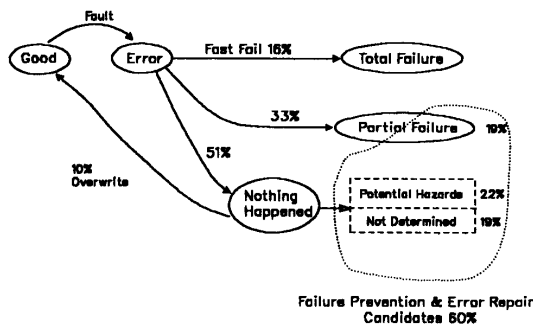 Fault
Good
Error
Fast Fail 16%
Total Failure
33%
Partial Failure
19%
51%
10%
Overwrite
Nothing
Happened
Potential Hazards
22%
Not Determined
19%
Failure Prevention & Error Repair
Candidates 60%